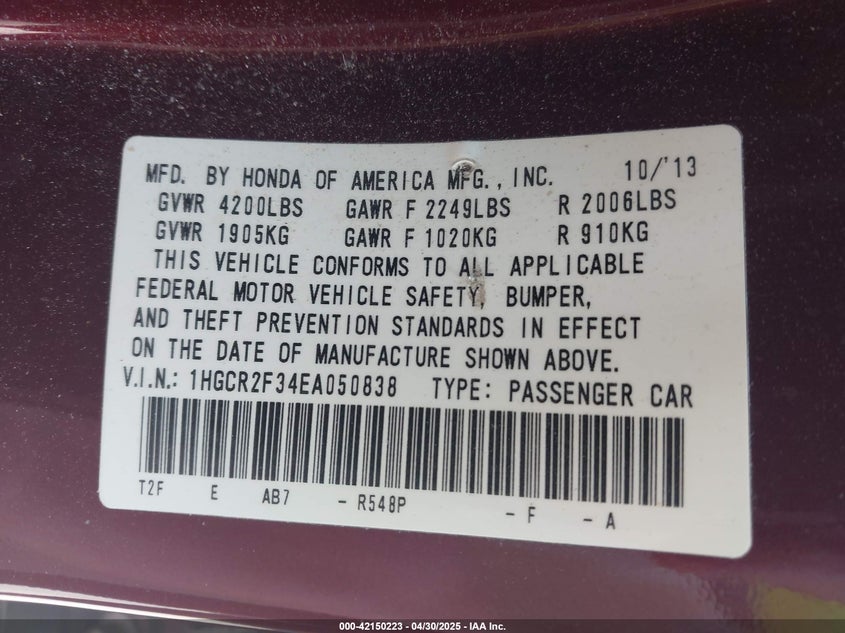 MFD. BY HONDA OF AMERICA MFG., INC. 10/'13
GVWR 4200LBS GAWR F 2249LBS R 2006LBS
GVWR 1905KG GAWR F 1020KG R 910KG
THIS VEHICLE CONFORMS TO ALL APPLICABLE
FEDERAL MOTOR VEHICLE SAFETY, BUMPER,
AND THEFT PREVENTION STANDARDS IN EFFECT
ON THE DATE OF MANUFACTURE SHOWN ABOVE.
V.I.N.: 1HGCR2F34EA050838 TYPE: PASSENGER CAR
T2F E AB7 - R548P - F - A
000-42150223 - 04/30/2025 - IAA Inc.